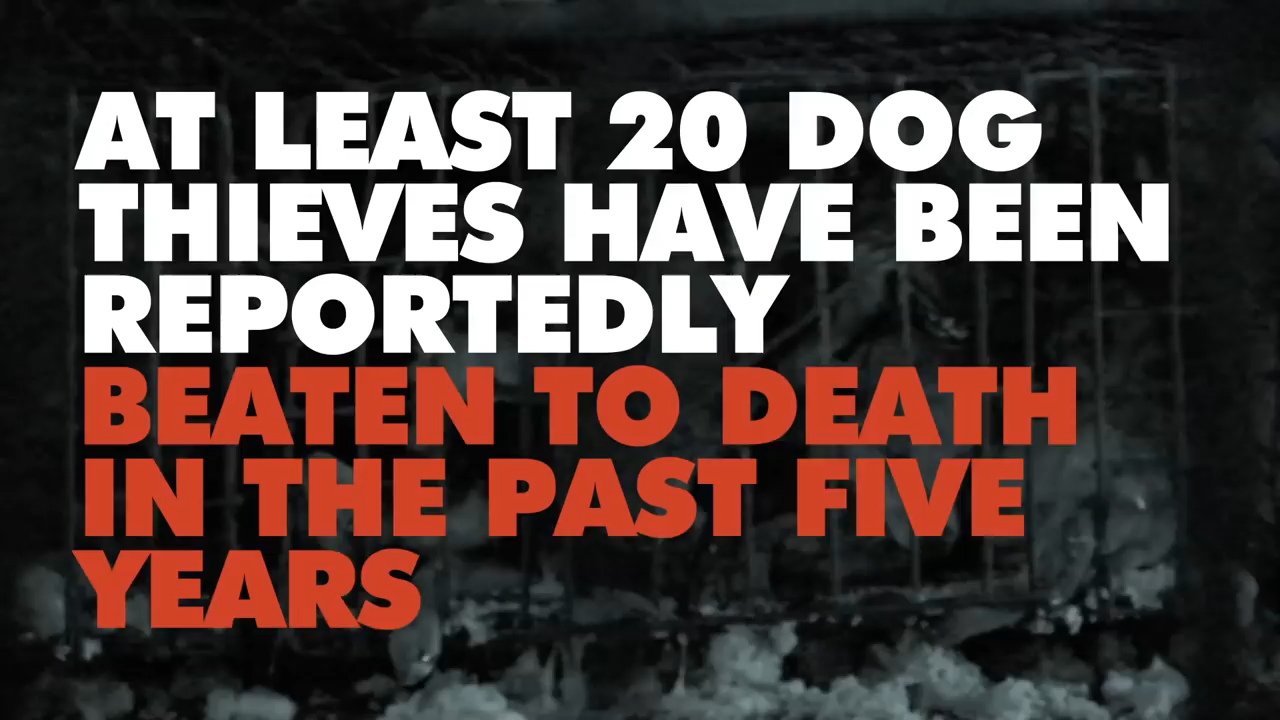 AT LEAST 20 DOG
THIEVES HAVE BEEN
REPORTEDLY
BEATEN TO DEATH
IN THE PAST FIVE
YEARS